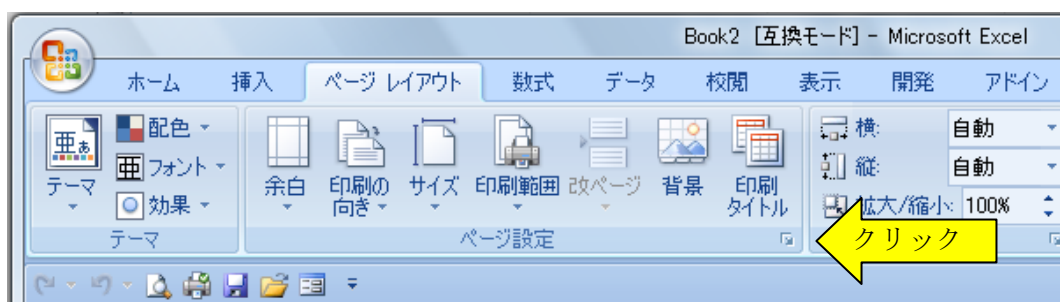 Book2 [互換モード] - Microsoft Excel
ホーム 挿入 ページ レイアウト 数式 データ 校閲 表示 開発 アドイン
亜あ 配色 横: 自動
亜 フォント 縦: 自動
テーマ 余白 印刷の向き サイズ 印刷範囲 改ページ 背景 印刷タイトル
効果 拡大/縮小: 100%
テーマ ページ設定 クリック